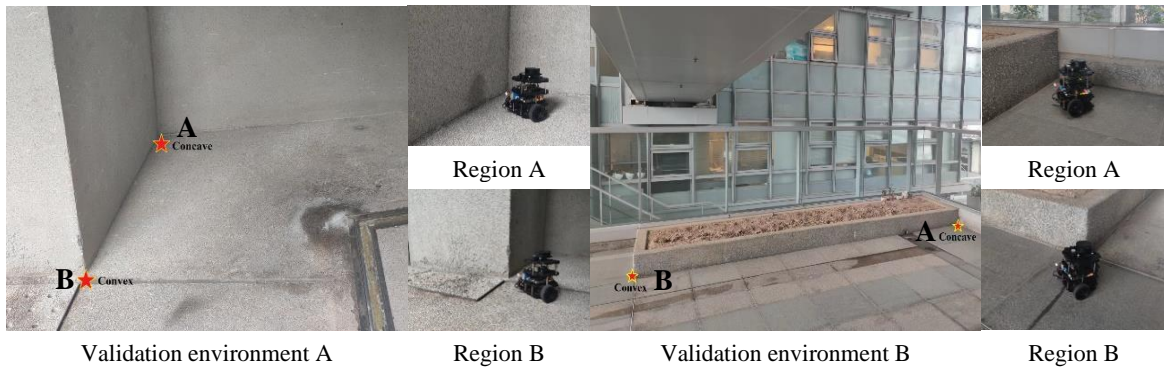 A
Concave
B
Convex
Region A
Region B
A
Concave
Convex
B
Region A
Region B
Validation environment A
Validation environment B